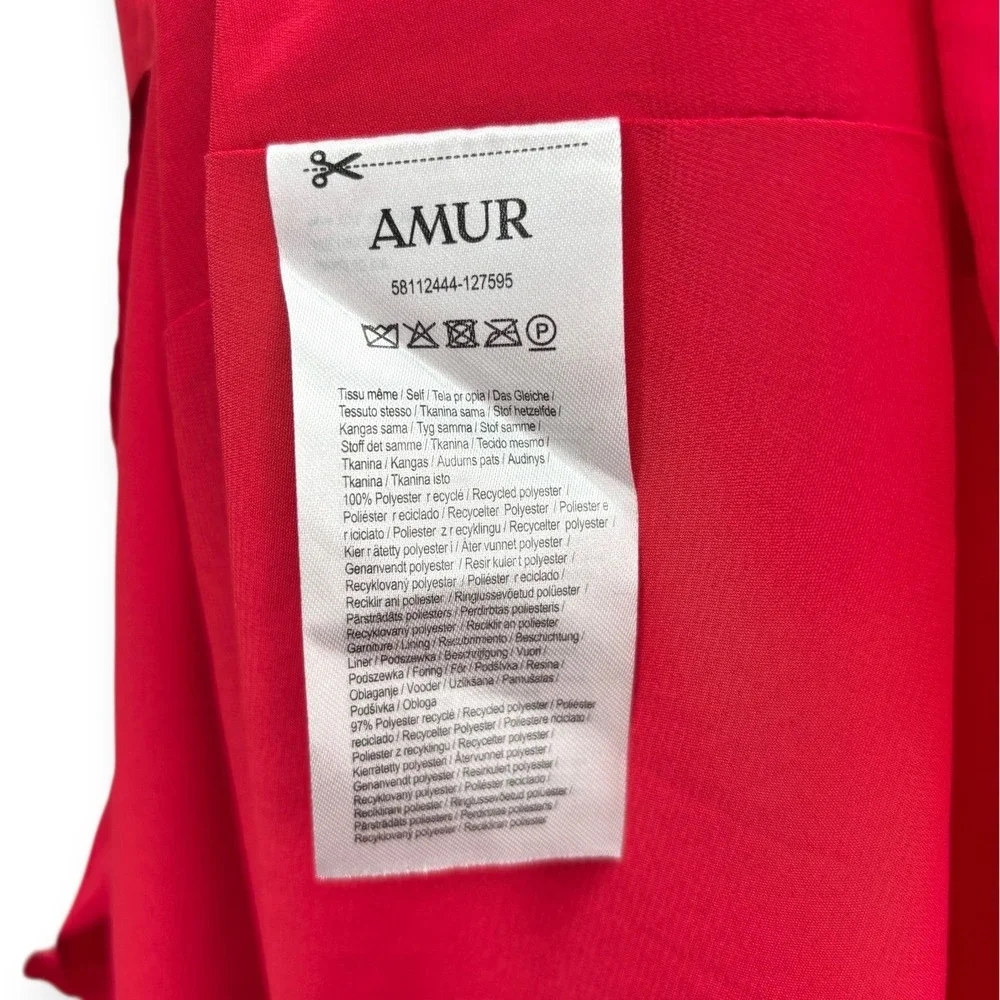 AMUR
58112444-127595
P
Tissu même / Self / Tela propia / Das Gleiche /
Tessuto stesso / Tkanina sama / Stof hetzelfde /
Kangas sama / Tyg samma / Stof samme /
Stoff det samme / Tkanina / Tecido mesmo /
Tkanina / Kangas / Audums pats / Audinys /
Tkanina / Tkanina isto
100% Polyester recyclé / Recycled polyester /
Poliéster reciclado / Recycelter Polyester / Poliestere
riciclato / Poliester z recyklingu / Recycelter polyester /
Kierrätetty polyesteri / Återvunnet polyester /
Genanvendt polyester / Resirkulert polyester /
Recyklovaný polyester / Poliéster reciclado /
Reciklirani poliester / Ringlussevõetud polüester /
Pārstrādāts poliesters / Perdirbtas poliesteris /
Recyklovaný polyester / Recikliran poliester
Garniture / Lining / Recubrimiento / Beschichtung /
Liner / Podszewka / Beschrijfgung / Vuori /
Podszewka / Foring / Fôr / Podšívka / Resina /
Oblaganje / Vooder / Uzlikšana / Pamušalas /
Podšívka / Obloga
97% Polyester recyclé / Recycled polyester / Poliéster
reciclado / Recycelter Polyester / Poliestere riciclato /
Poliester z recyklingu / Recycelter polyester /
Kierrätetty polyesteri / Återvunnet polyester /
Genanvendt polyester / Resirkulert polyester /
Recyklovaný polyester / Poliéster reciclado /
Reciklirani poliester / Ringlussevõetud polüester /
Pārstrādāts poliesters / Perdirbtas poliesteris /
Recyklovaný polyester / Recikliran poliester